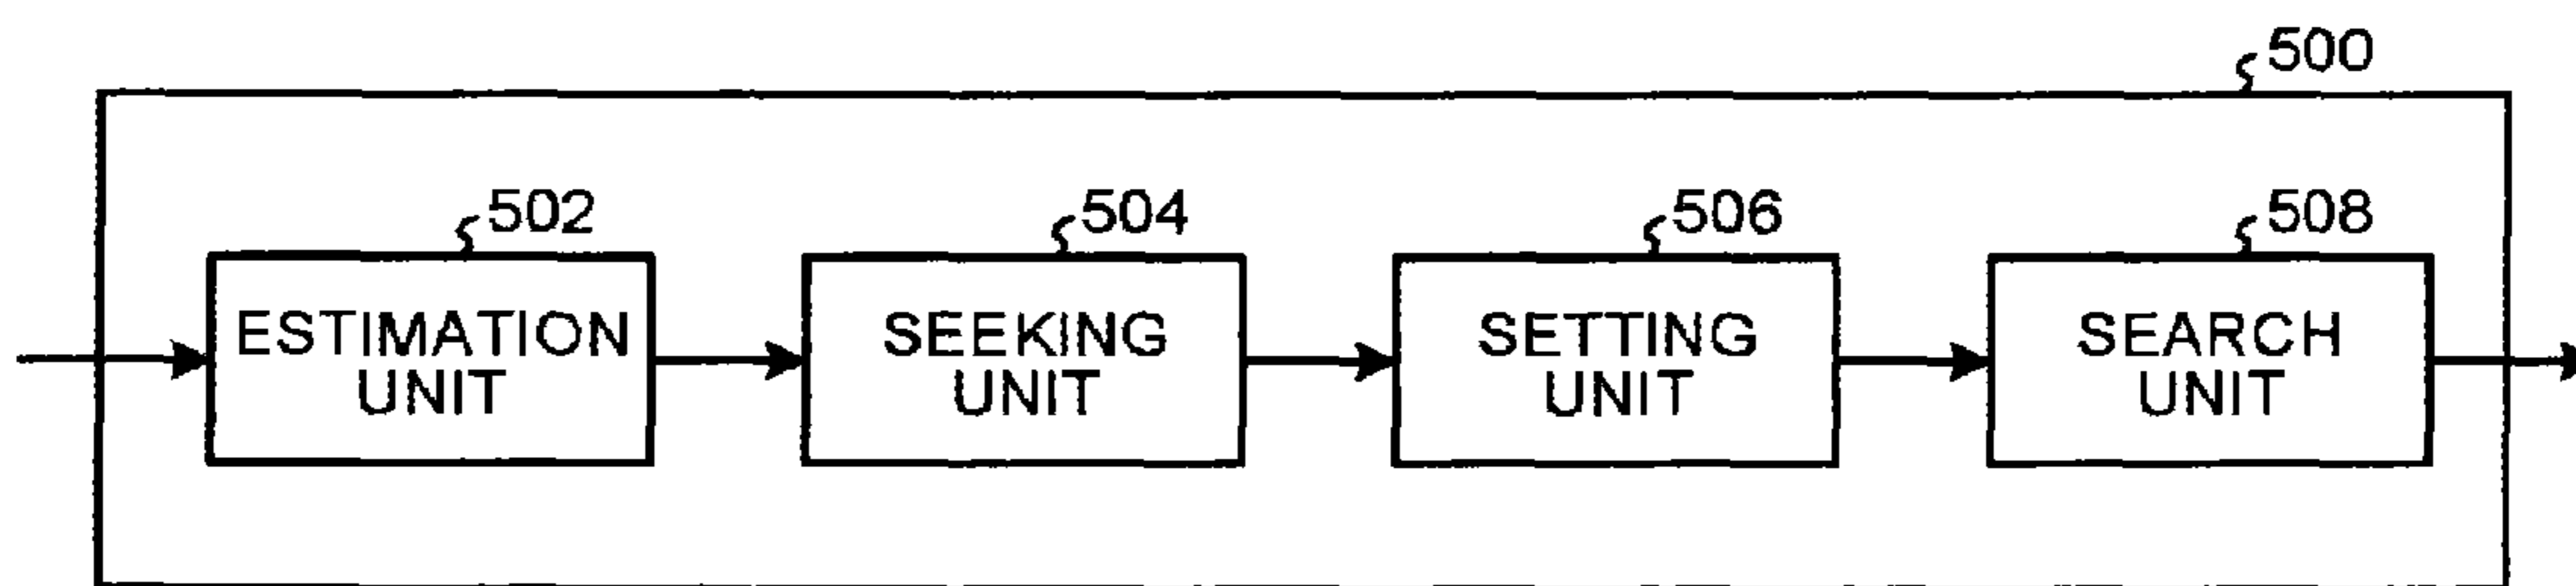 500
502
504
506
508
ESTIMATION
UNIT
SEEKING
UNIT
SETTING
UNIT
SEARCH
UNIT